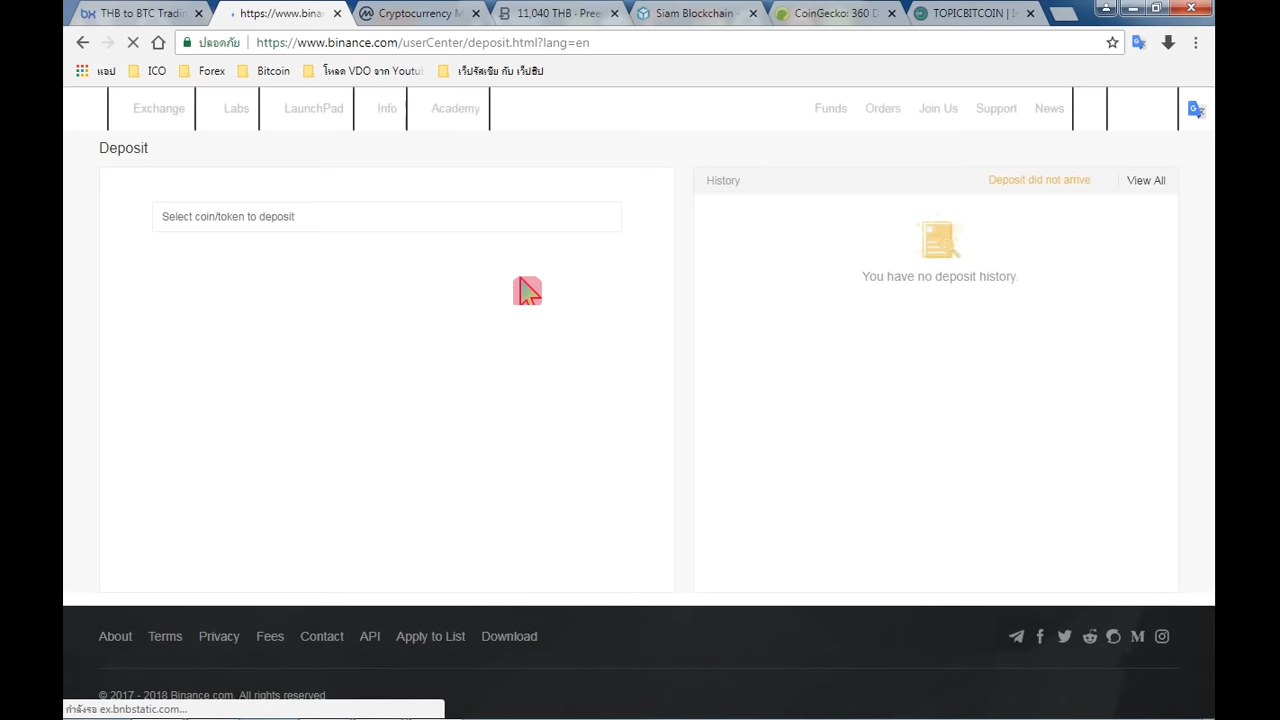 THB to BTC Tradin
https://www.bina
Cryptocurrency M
11,040 THB - Pree
Siam Blockchain -
CoinGecko: 360 D
TOPICBITCOIN | I
ปลอดภัย
https://www.binance.com/userCenter/deposit.html?lang=en
แอป
ICO
Forex
Bitcoin
โหลด VDO จาก Youtu
เว็ปรัสเซีย กับ เว็ปซิป
Exchange
Labs
LaunchPad
Info
Academy
Funds
Orders
Join Us
Support
News
Deposit
Select coin/token to deposit
History
Deposit did not arrive
View All
You have no deposit history.
About
Terms
Privacy
Fees
Contact
API
Apply to List
Download
© 2017 - 2018 Binance.com. All rights reserved
กำลังรอ ex.bnbstatic.com...